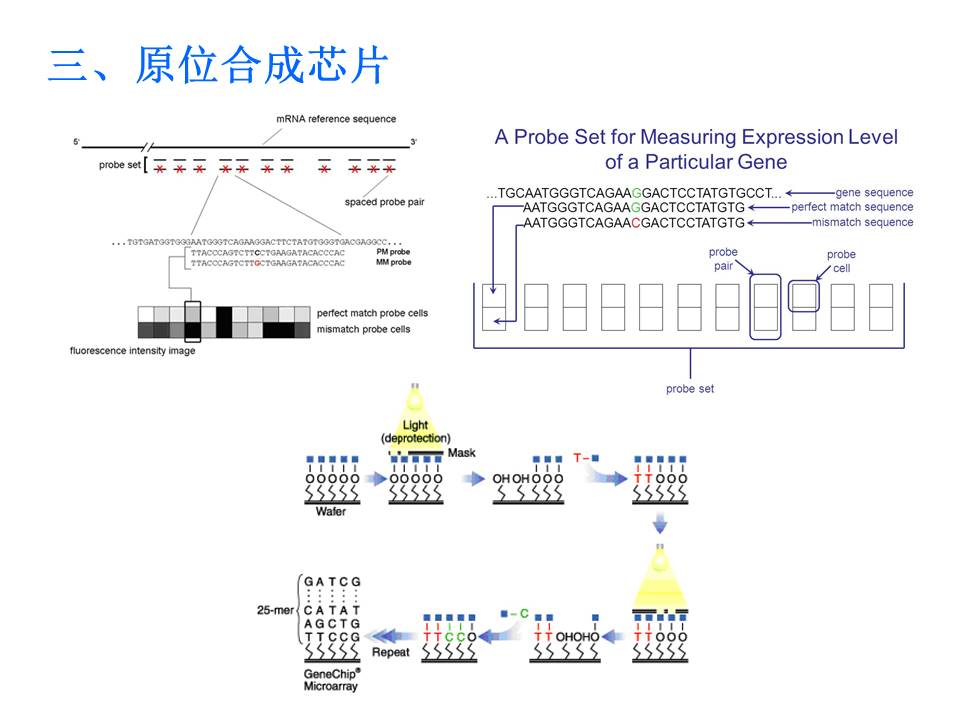 三、原位合成芯片
mRNA reference sequence
5'
3'
probe set
spaced probe pair
...TGTGATGGTGGGAATGGGTCAGAAGGACTTCTATGTGGGTGACGAGGCC...
TTACCCAGTCTTCCTGAAGATACACCCAC
PM probe
TTACCCAGTCTTGCTGAAGATACACCCAC
MM probe
perfect match probe cells
mismatch probe cells
fluorescence intensity image
A Probe Set for Measuring Expression Level
of a Particular Gene
...TGCAATGGGTCAGAAGGACTCCTATGTGCCT...
gene sequence
AATGGGTCAGAAGGACTCCTATGTG
perfect match sequence
AATGGGTCAGAACGACTCCTATGTG
mismatch sequence
probe
pair
probe
cell
probe set
Light
(deprotection)
Mask
OOOOO
Wafer
OOOOO
OH OH O O O
T
T T O O O
T T O O O
T T OHOHO
C
T T C C O
Repeat
25-mer
G A T C G
C A T A T
A G C T G
T T C C G
GeneChip®
Microarray